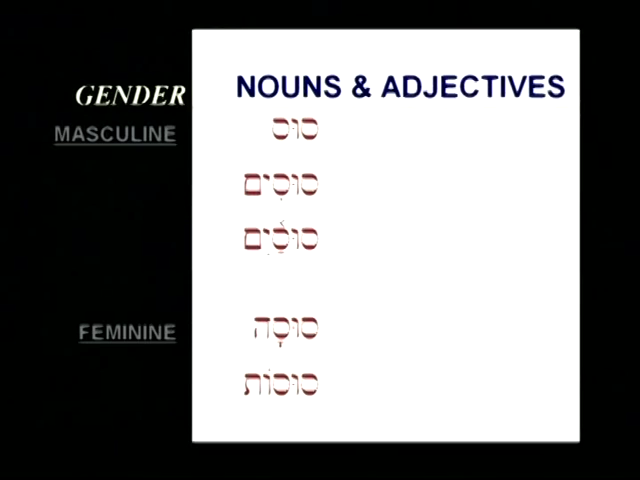 NOUNS & ADJECTIVES
GENDER
MASCULINE
סוּס
סוּסִים
סוּסַ֫יִם
FEMININE
סוּסָה
סוּסוֹת